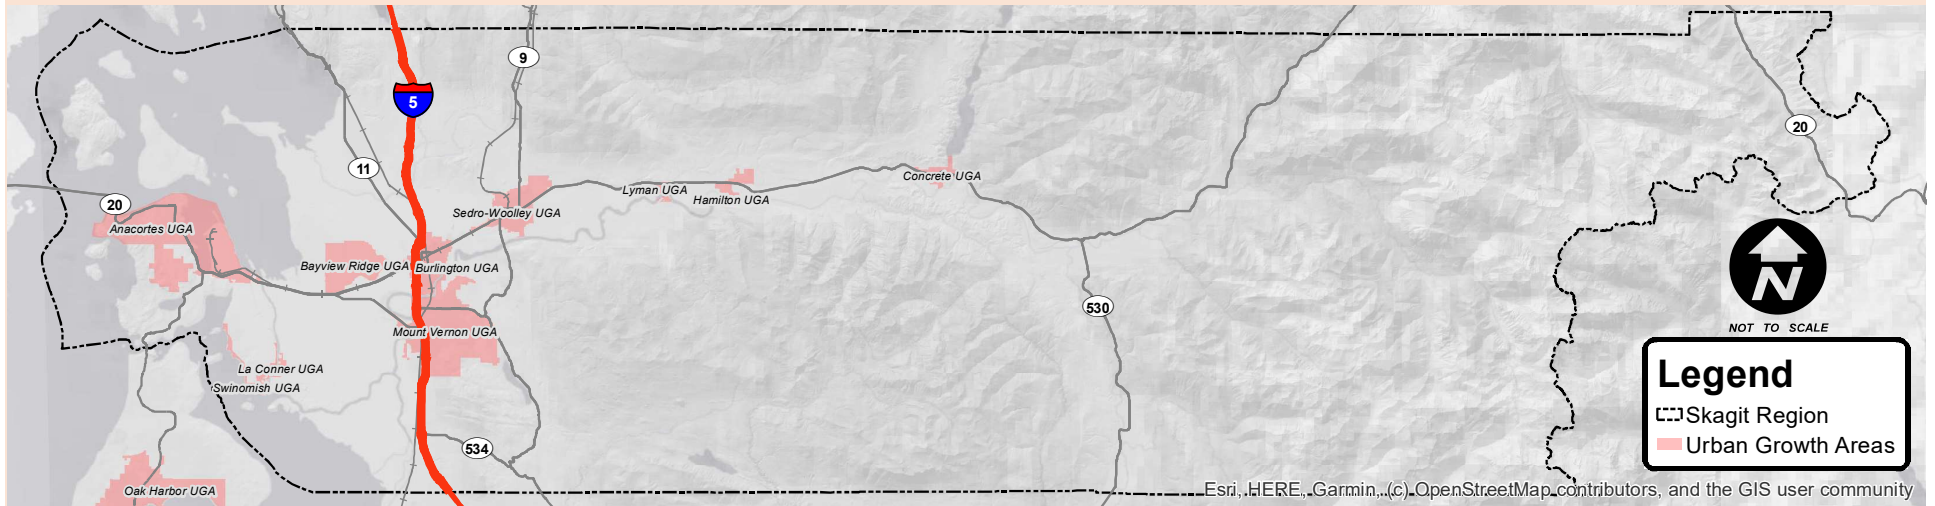 9
5
20
11
Concrete UGA
Lyman UGA
Hamilton UGA
20
Sedro-Woolley UGA
Anacortes UGA
Bayview Ridge UGA
Burlington UGA
530
N
NOT TO SCALE
Mount Vernon UGA
La Conner UGA
Swinomish UGA
Legend
Skagit Region
Urban Growth Areas
534
Oak Harbor UGA
Esri, HERE, Garmin, (c) OpenStreetMap contributors, and the GIS user community